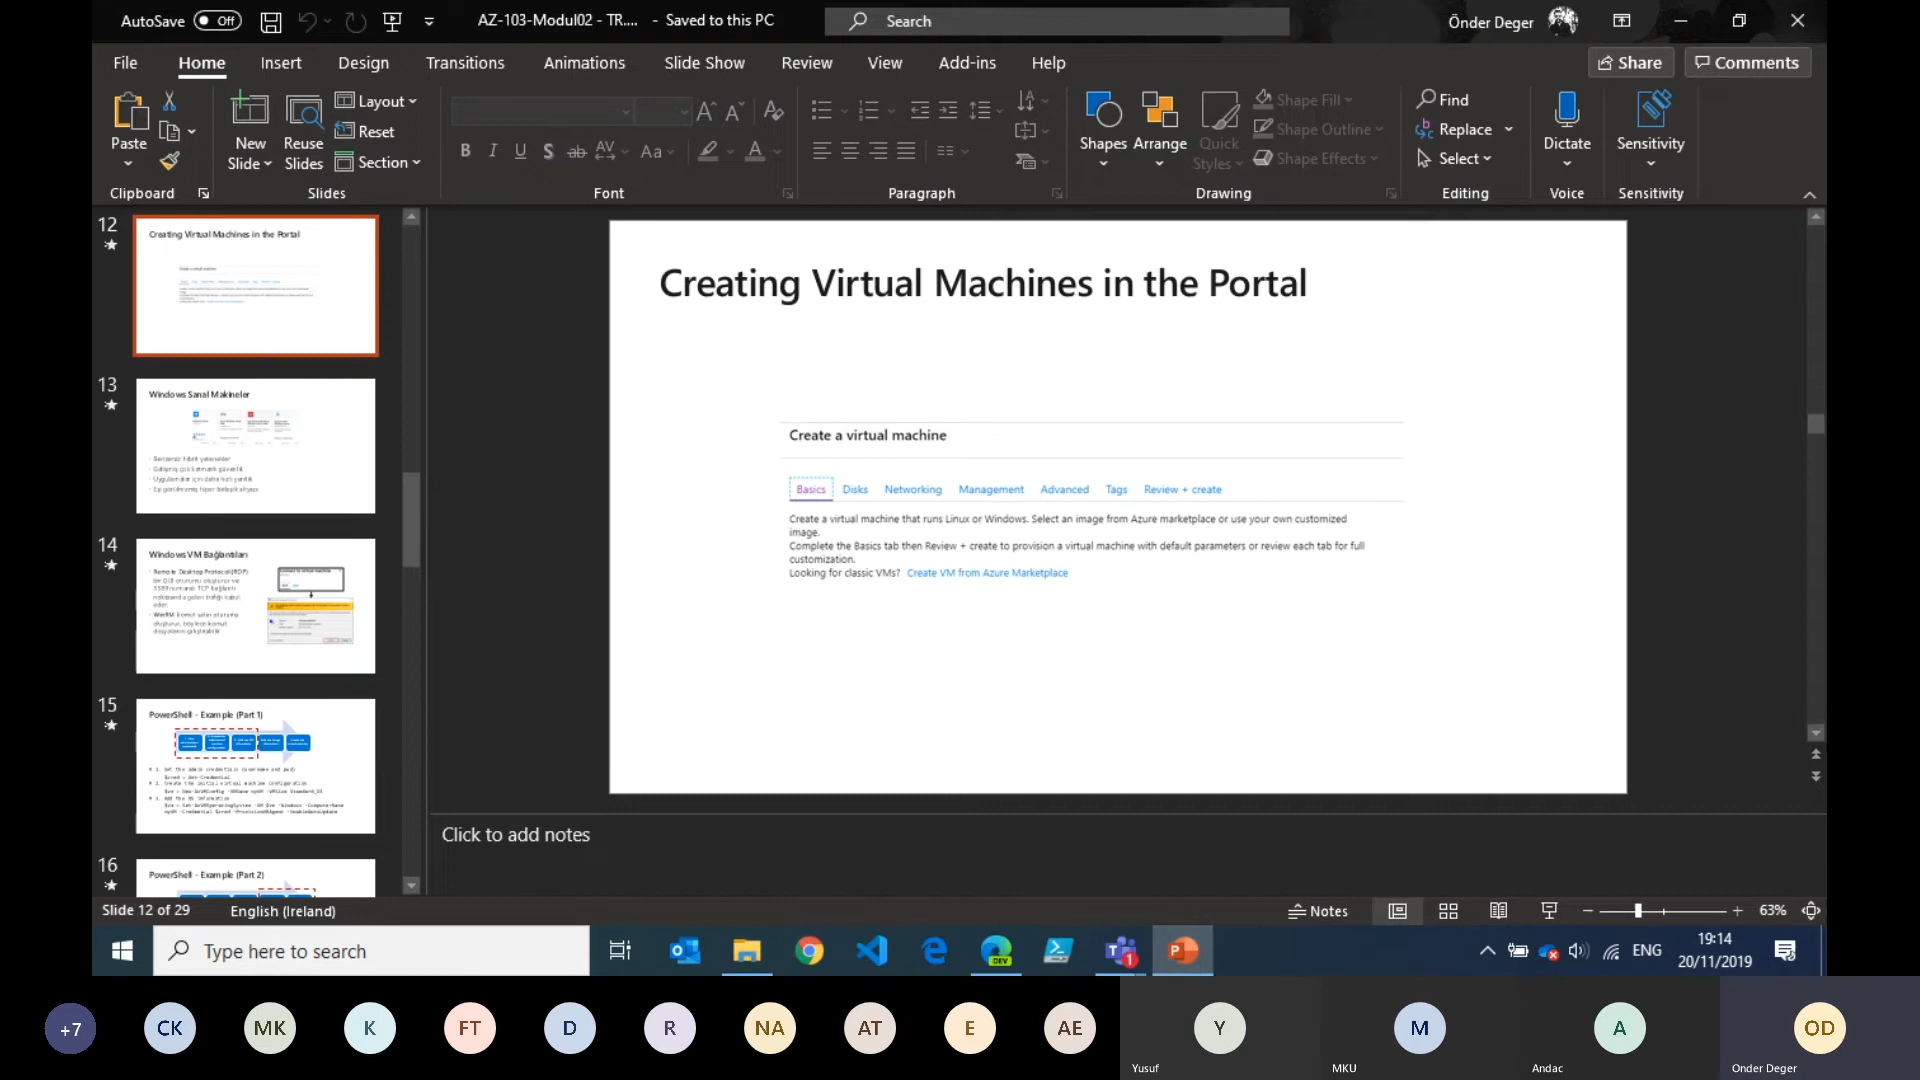 AutoSave Off AZ-103-Modul02 - TR.... - Saved to this PC Search Önder Deger
File Home Insert Design Transitions Animations Slide Show Review View Add-ins Help Share Comments
Paste
Clipboard
New Slide
Reuse Slides
Layout
Reset
Section
Slides
B I U S ab AV Aa A
Font
Paragraph
Shapes Arrange Quick Styles
Shape Fill
Shape Outline
Shape Effects
Drawing
Find
Replace
Select
Editing
Dictate
Voice
Sensitivity
Sensitivity
12
Creating Virtual Machines in the Portal
13
Windows Sanal Makineler
14
Windows VM Bağlantıları
15
PowerShell - Example (Part 1)
16
PowerShell - Example (Part 2)
Creating Virtual Machines in the Portal
Create a virtual machine
Basics Disks Networking Management Advanced Tags Review + create
Create a virtual machine that runs Linux or Windows. Select an image from Azure marketplace or use your own customized
image.
Complete the Basics tab then Review + create to provision a virtual machine with default parameters or review each tab for full
customization.
Looking for classic VMs? Create VM from Azure Marketplace
Click to add notes
Slide 12 of 29 English (Ireland) Notes 63%
Type here to search
DEV
1
ENG
19:14
20/11/2019
+7 CK MK K FT D R NA AT E AE Y M A OD
Yusuf MKU Andac Onder Deger